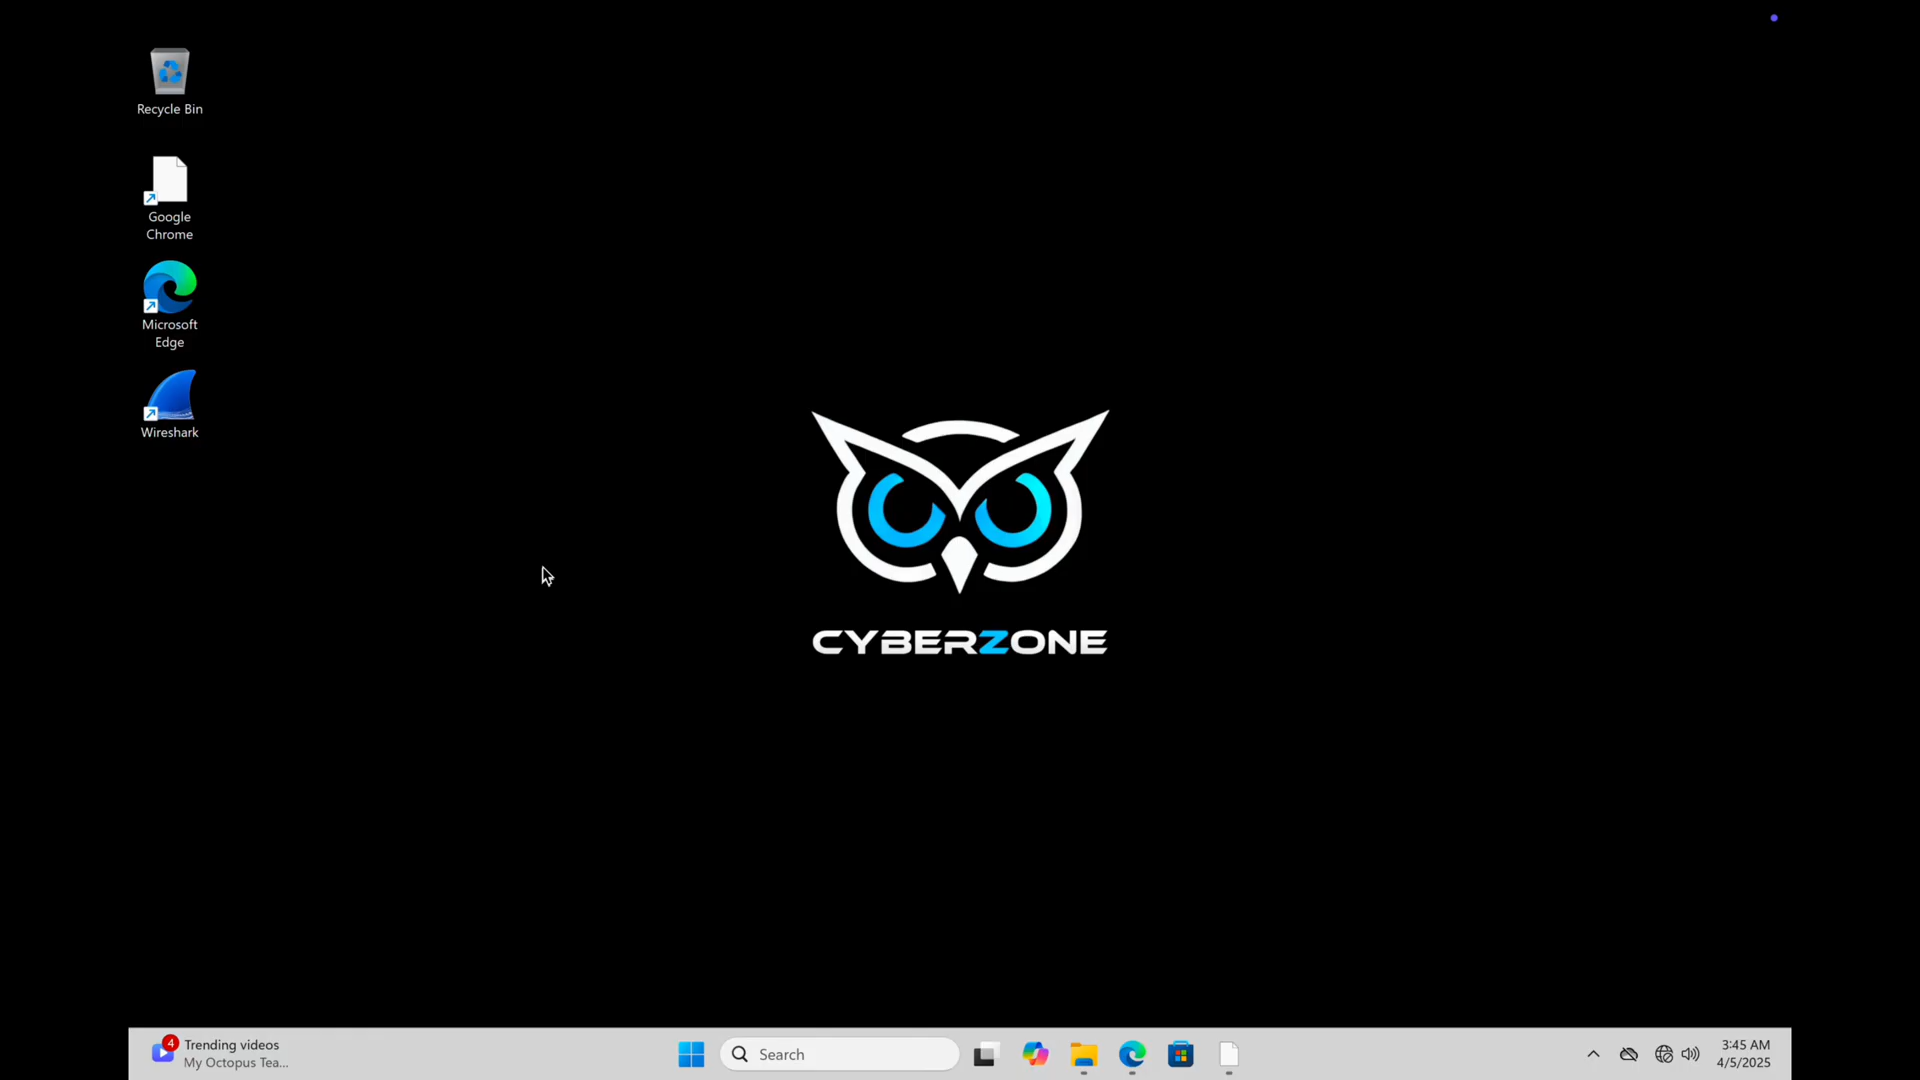 Recycle Bin
Google
Chrome
Microsoft
Edge
Wireshark
CYBERZONE
4
Trending videos
My Octopus Tea...
Search
3:45 AM
4/5/2025